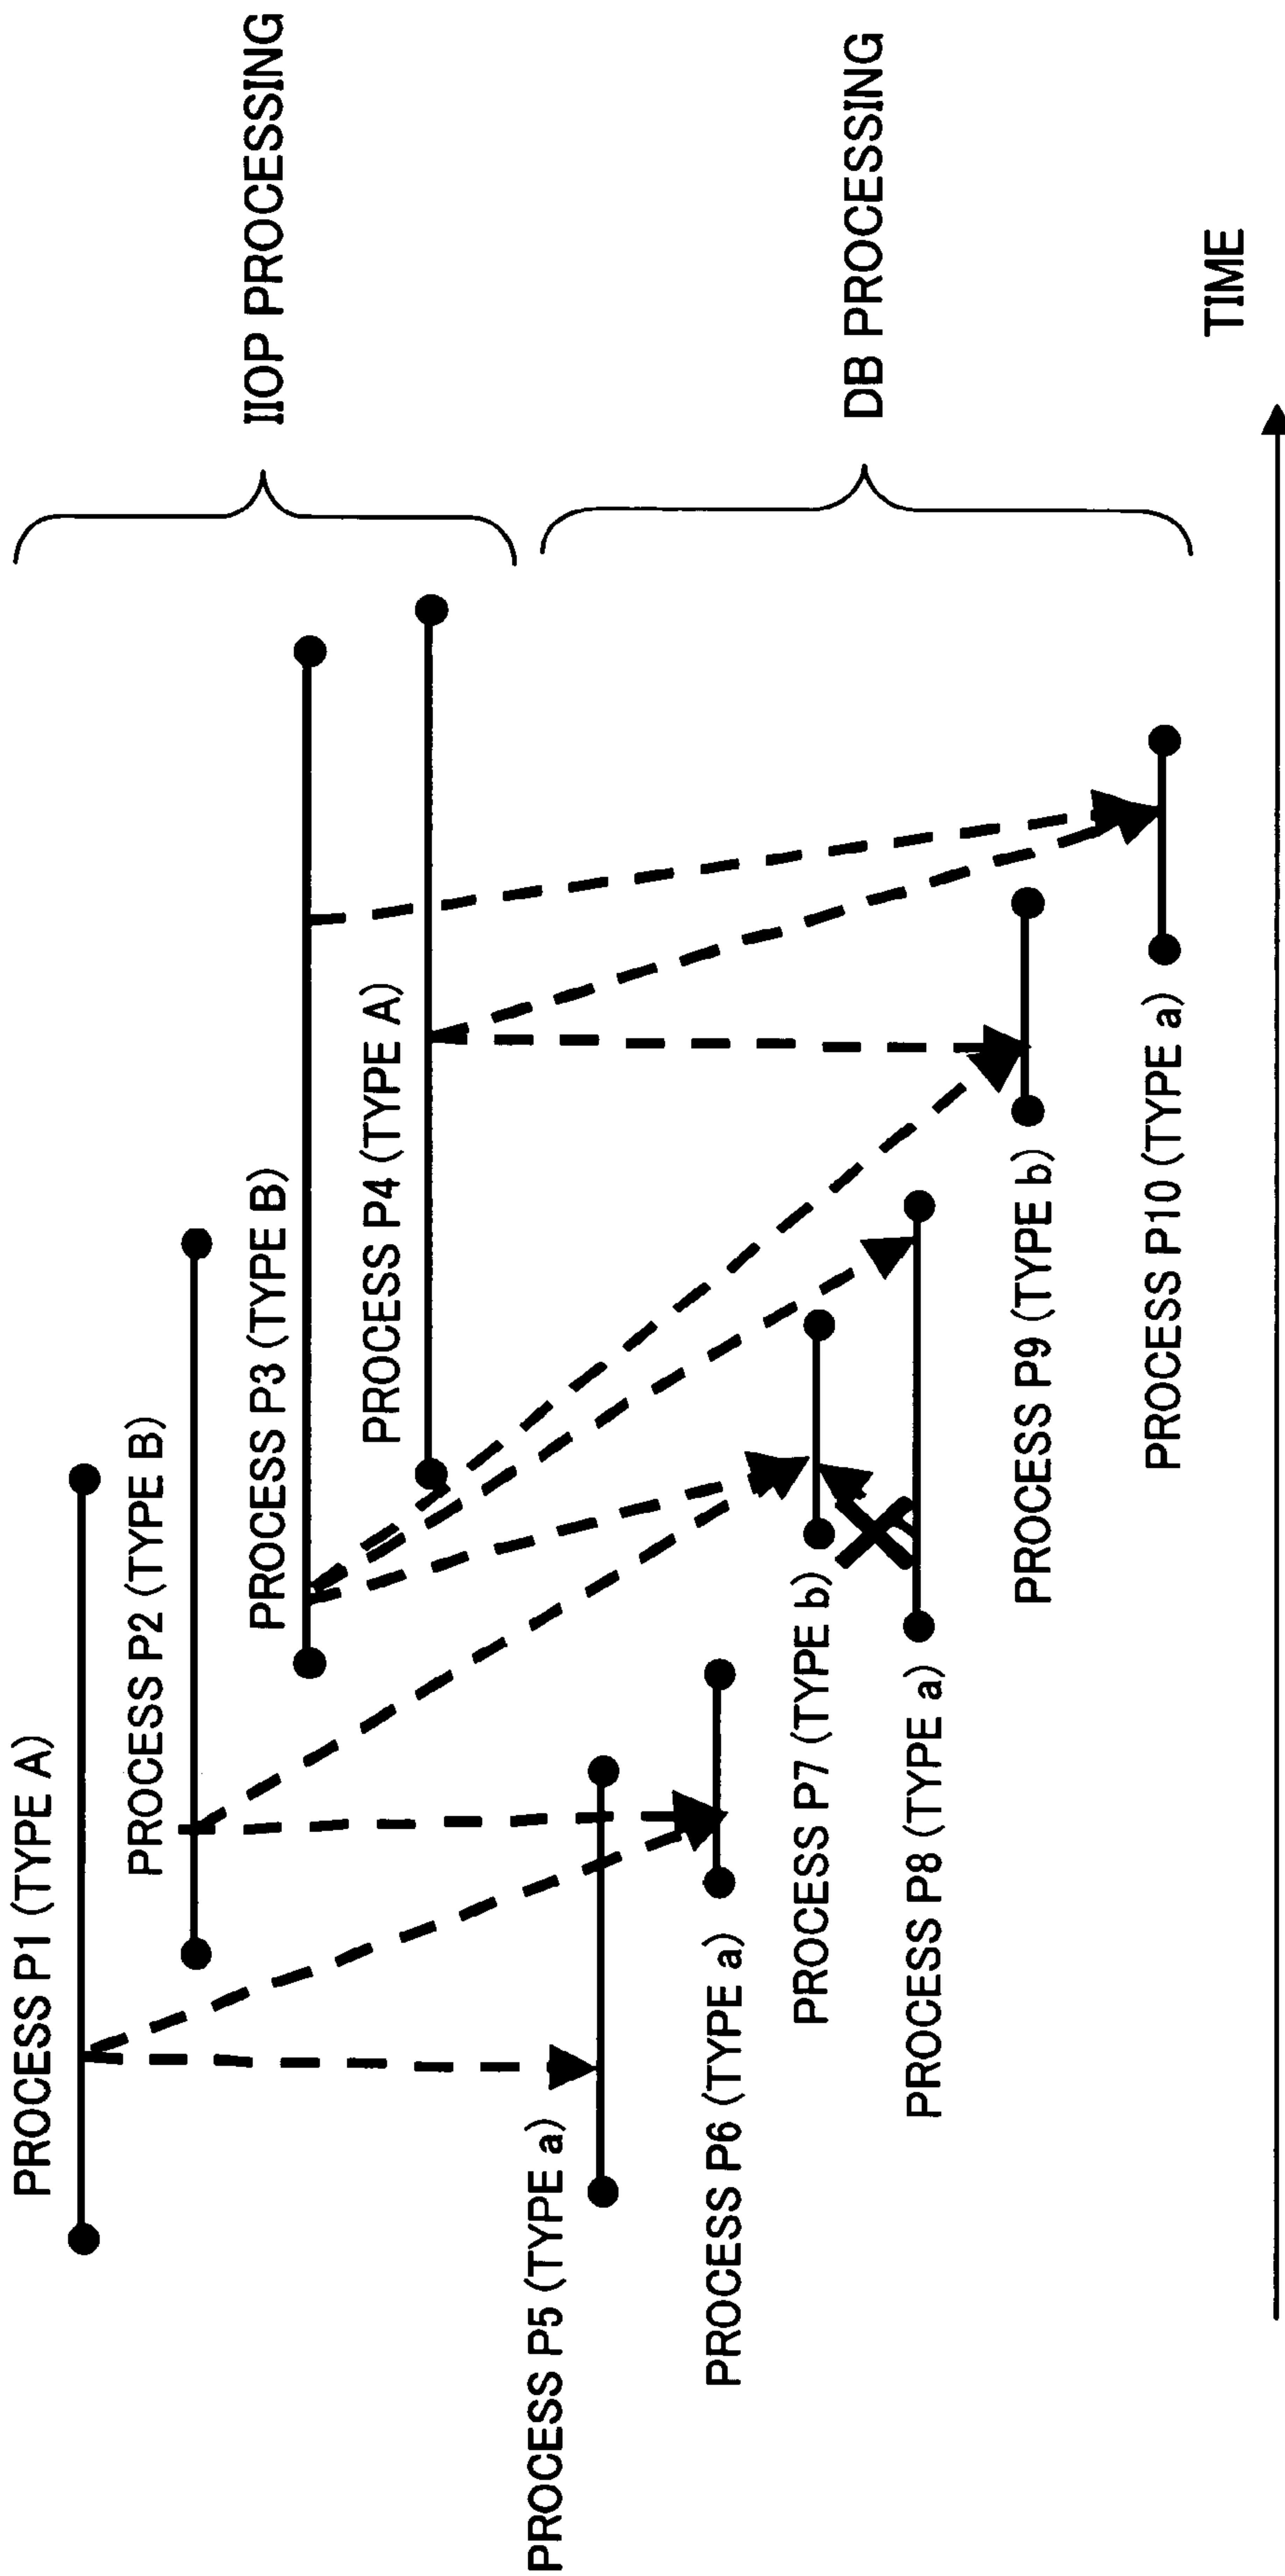 PROCESS P1 (TYPE A)
PROCESS P2 (TYPE B)
PROCESS P3 (TYPE B)
PROCESS P4 (TYPE A)
IIOP PROCESSING
PROCESS P5 (TYPE a)
PROCESS P6 (TYPE a)
PROCESS P7 (TYPE b)
PROCESS P8 (TYPE a)
PROCESS P9 (TYPE b)
PROCESS P10 (TYPE a)
DB PROCESSING
TIME